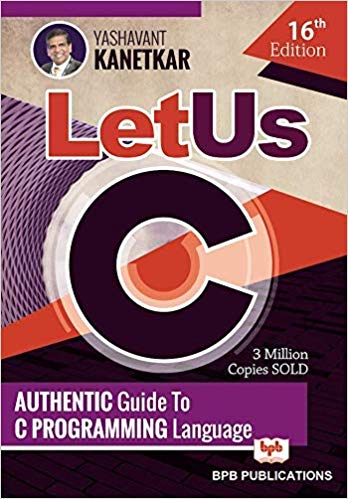 YASHAVANT
KANETKAR
16th
Edition
LetUs
C
3 Million
Copies SOLD
AUTHENTIC Guide To
C PROGRAMMING Language
bpb
BPB PUBLICATIONS